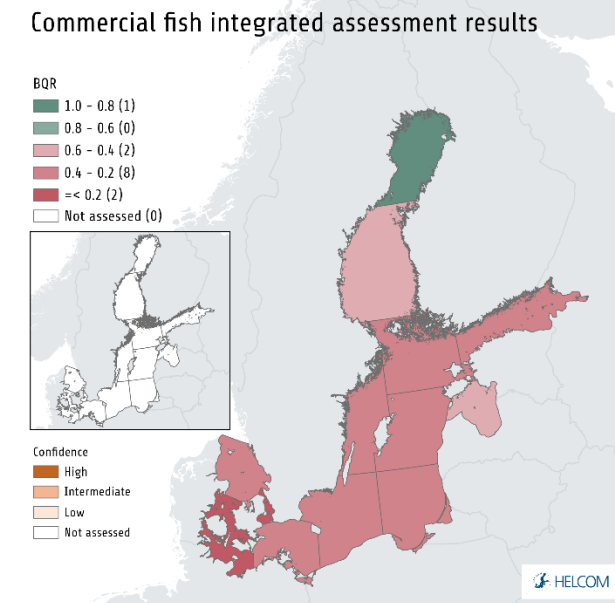 Commercial fish integrated assessment results
BQR
1.0 - 0.8 (1)
0.8 - 0.6 (0)
0.6 - 0.4 (2)
0.4 - 0.2 (8)
=< 0.2 (2)
Not assessed (0)
Confidence
High
Intermediate
Low
Not assessed
HELCOM